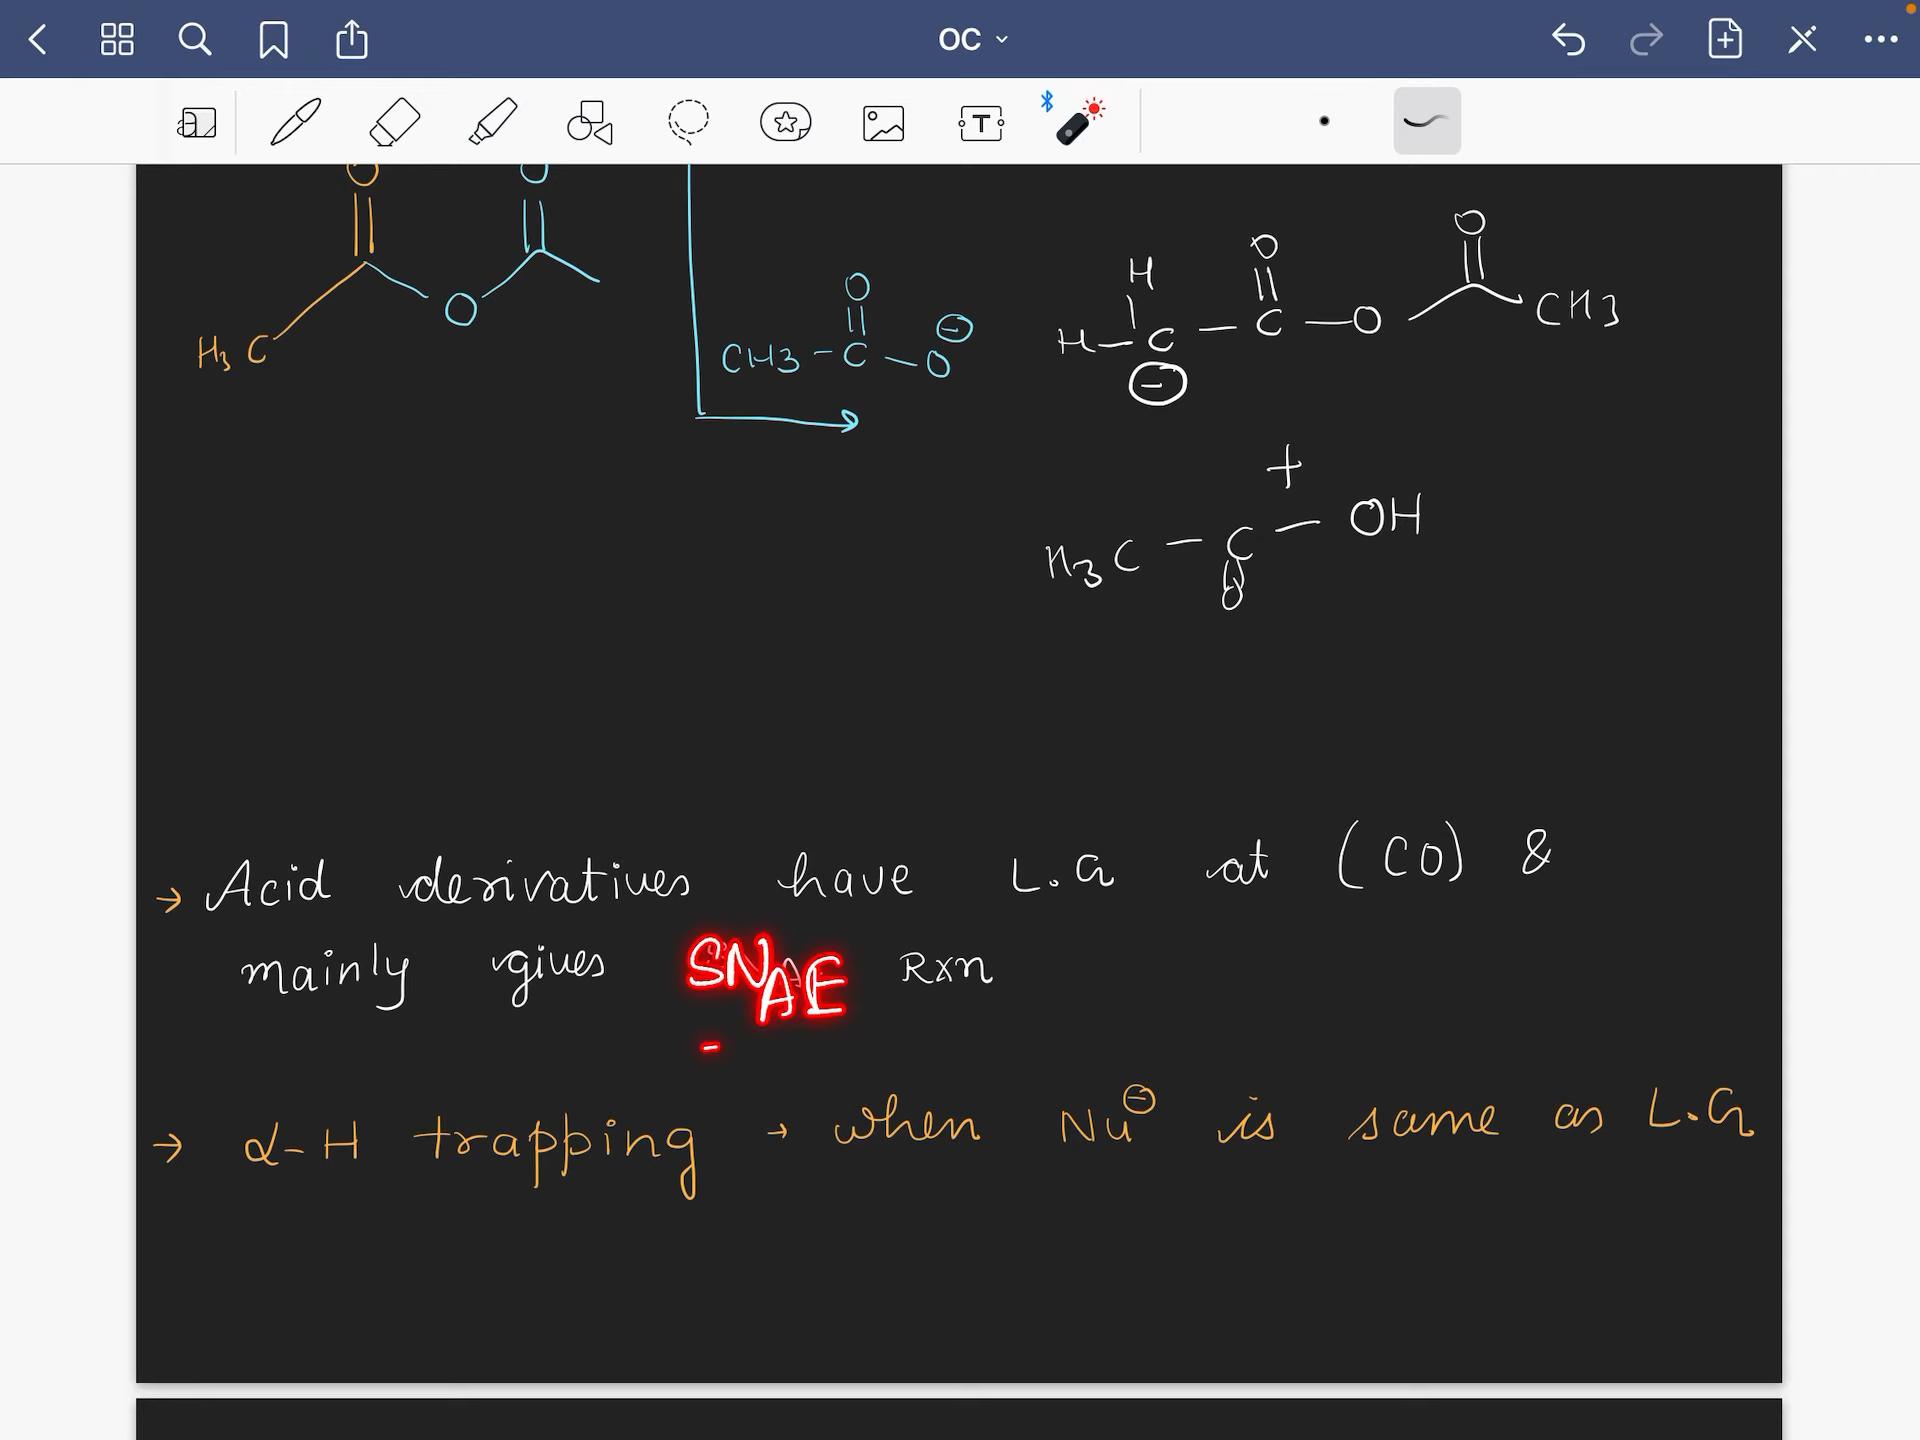 OC
O O
O
H O
H3C O
CH3 - C - O ⊖
O
H - C - C - O CH3
⊖
+
H3C - C - OH
O
→ Acid derivatives have L.G at (CO) &
mainly gives SNAE Rxn
→ α-H trapping → when Nu⊖ is same as L.G